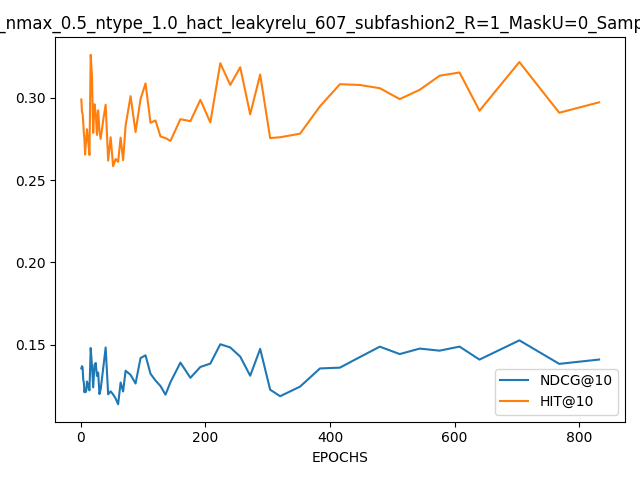 _nmax_0.5_ntype_1.0_hact_leakyrelu_607_subfashion2_R=1_MaskU=0_Samp
0.30
0.25
0.20
0.15
NDCG@10
HIT@10
0 200 400 600 800
EPOCHS